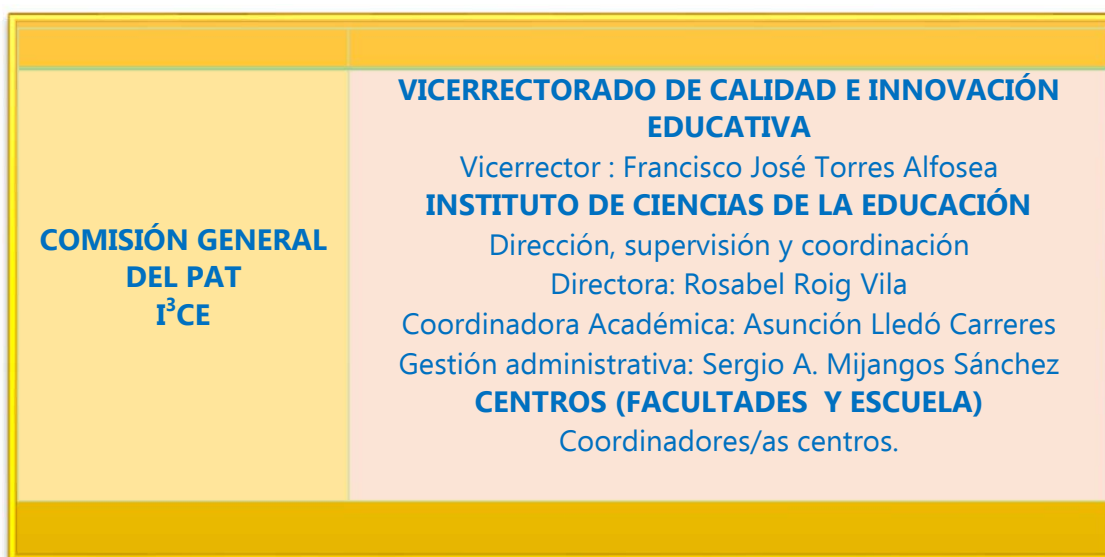 COMISIÓN GENERAL
DEL PAT
I³CE
VICERRECTORADO DE CALIDAD E INNOVACIÓN
EDUCATIVA
Vicerrector : Francisco José Torres Alfosea
INSTITUTO DE CIENCIAS DE LA EDUCACIÓN
Dirección, supervisión y coordinación
Directora: Rosabel Roig Vila
Coordinadora Académica: Asunción Lledó Carreres
Gestión administrativa: Sergio A. Mijangos Sánchez
CENTROS (FACULTADES  Y ESCUELA)
Coordinadores/as centros.